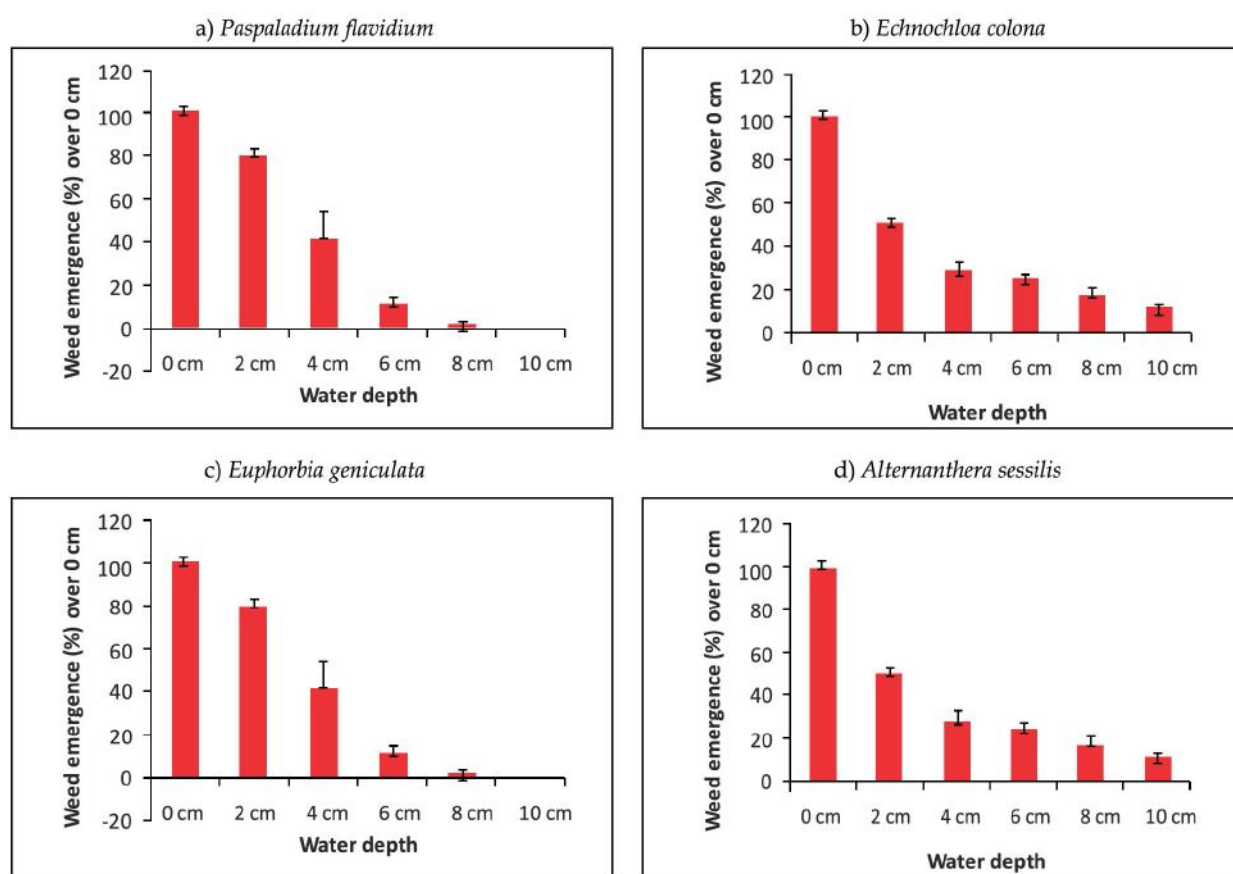 a) Paspaladium flavidium
Weed emergence (%) over 0 cm
120
100
80
60
40
20
0
-20
0 cm 2 cm 4 cm 6 cm 8 cm 10 cm
Water depth
b) Echnochloa colona
Weed emergence (%) over 0 cm
120
100
80
60
40
20
0
0 cm 2 cm 4 cm 6 cm 8 cm 10 cm
Water depth
c) Euphorbia geniculata
Weed emergence (%) over 0 cm
120
100
80
60
40
20
0
-20
0 cm 2 cm 4 cm 6 cm 8 cm 10 cm
Water depth
d) Alternanthera sessilis
Weed emergence (%) over 0 cm
120
100
80
60
40
20
0
0 cm 2 cm 4 cm 6 cm 8 cm 10 cm
Water depth